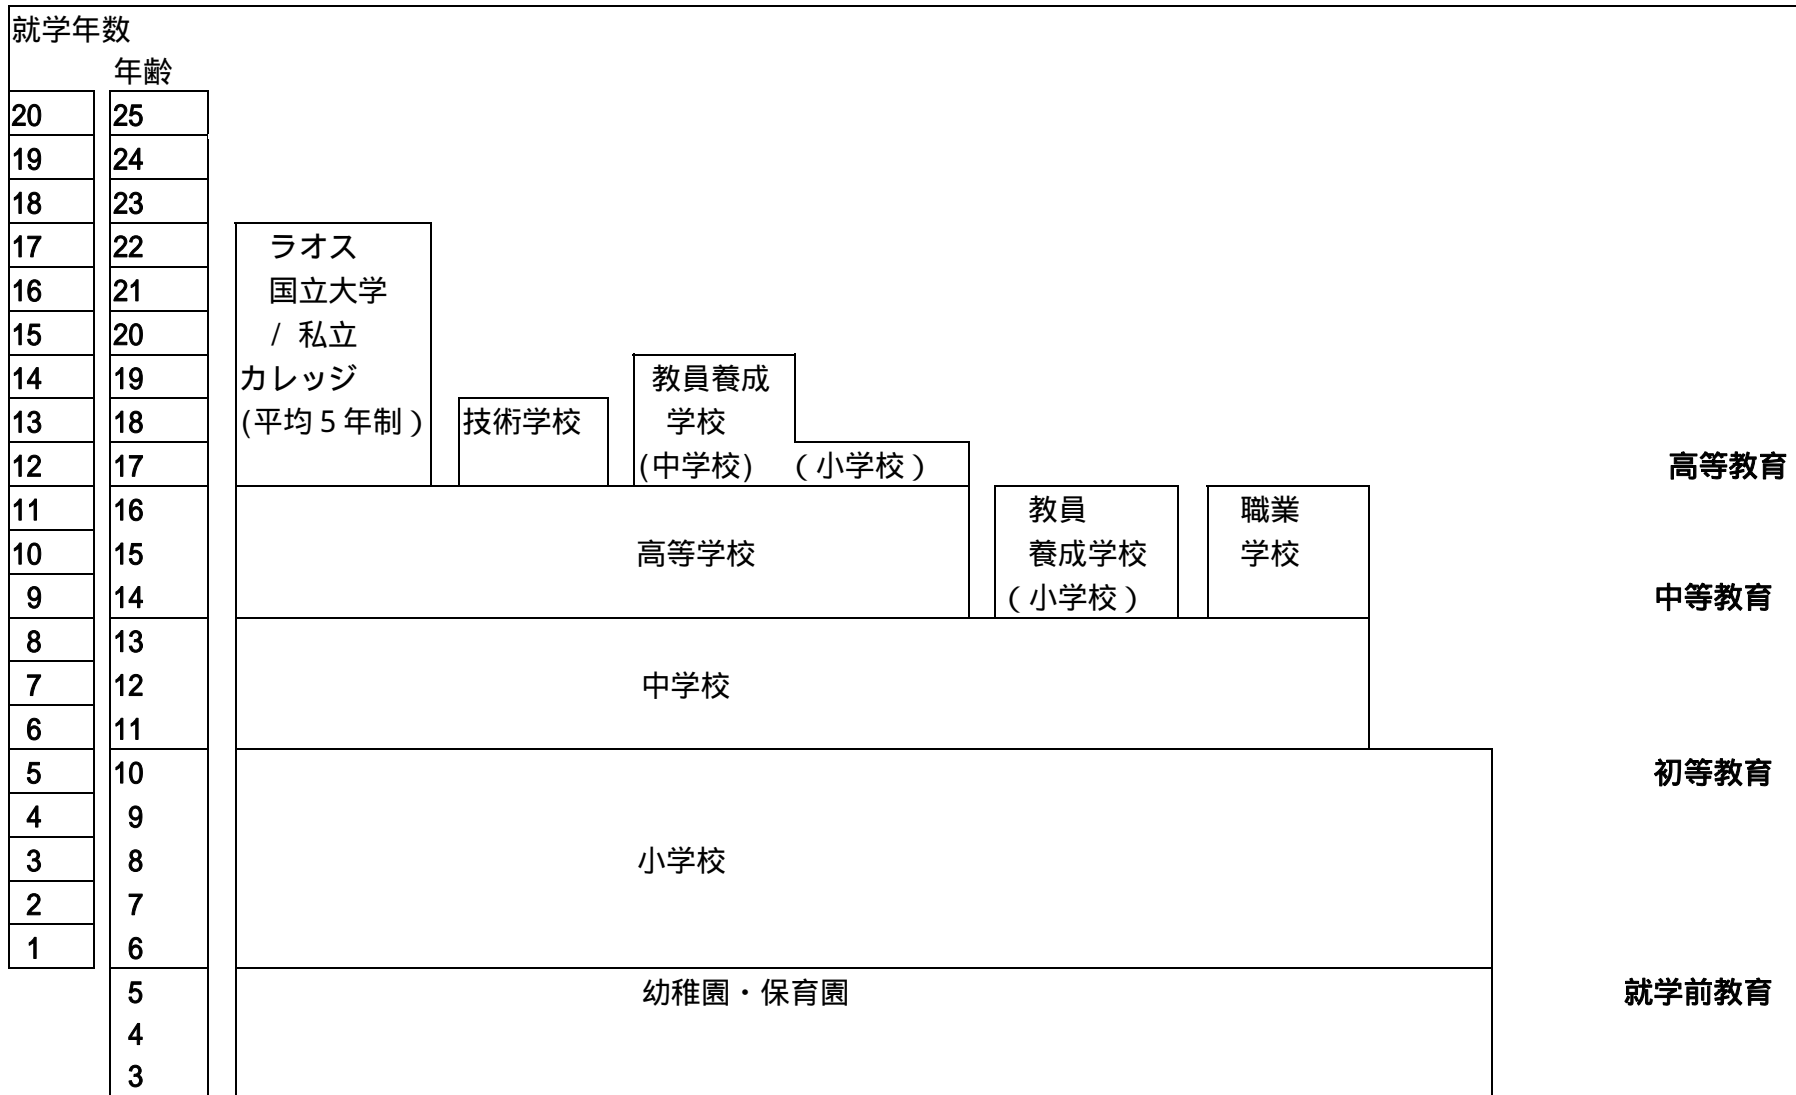 就学年数
年齢
20 25
19 24
18 23
17 22 ラオス
16 21 国立大学
15 20 / 私立
14 19 カレッジ 教員養成
13 18 (平均5年制) 技術学校 学校
12 17 (中学校) (小学校) 高等教育
11 16 教員 職業
10 15 高等学校 養成学校 学校
9 14 (小学校) 中等教育
8 13
7 12 中学校
6 11
5 10 初等教育
4 9
3 8 小学校
2 7
1 6
5 幼稚園・保育園 就学前教育
4
3